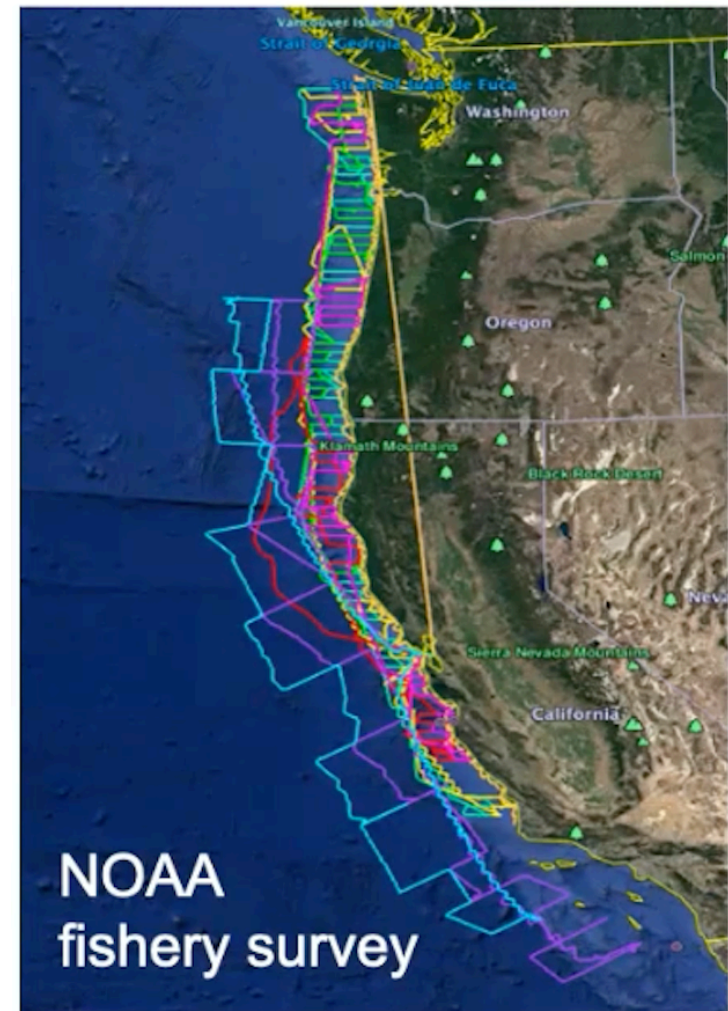 Vancouver Island
Strait of Georgia
Strait of Juan de Fuca
Washington
Salmon
Oregon
Klamath Mountains
Black Rock Desert
Neva
Sierra Nevada Mountains
California
NOAA
fishery survey